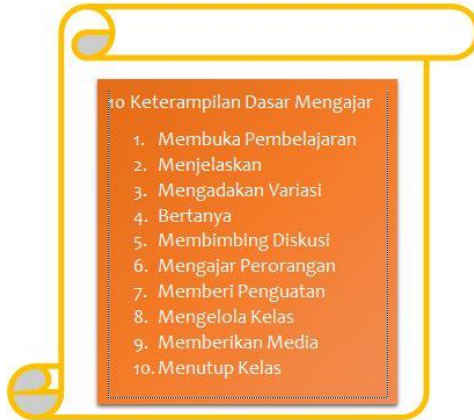 10 Keterampilan Dasar Mengajar
1. Membuka Pembelajaran
2. Menjelaskan
3. Mengadakan Variasi
4. Bertanya
5. Membimbing Diskusi
6. Mengajar Perorangan
7. Memberi Penguatan
8. Mengelola Kelas
9. Memberikan Media
10. Menutup Kelas